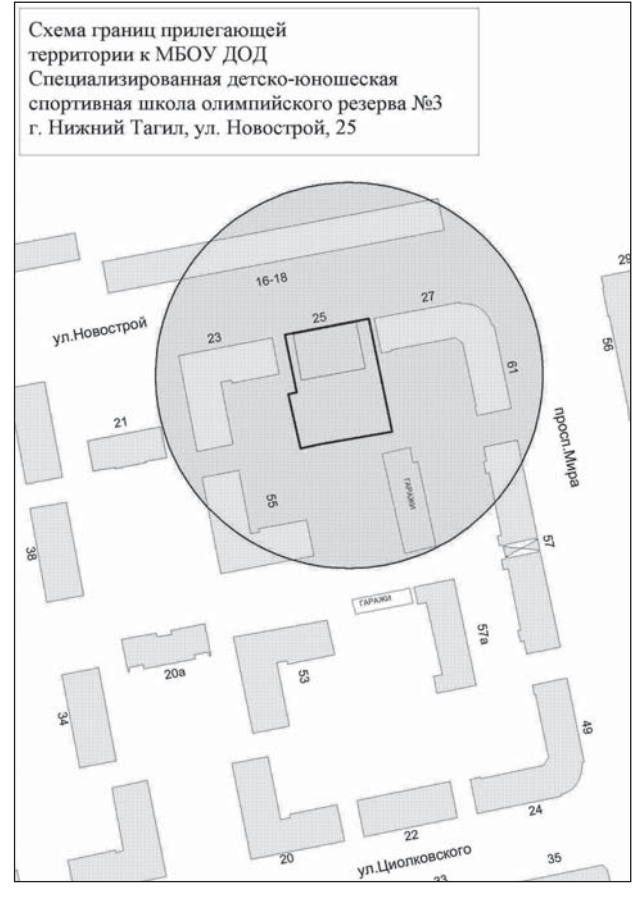 Схема границ прилегающей
территории к МБОУ ДОД
Специализированная детско-юношеская
спортивная школа олимпийского резерва №3
г. Нижний Тагил, ул. Новострой, 25
29
16-18
27
25
ул.Новострой
23
56
61
21
просп.Мира
ГАРАЖИ
55
57
38
ГАРАЖИ
57а
20а
53
34
49
24
22
20
ул.Циолковского
35
33